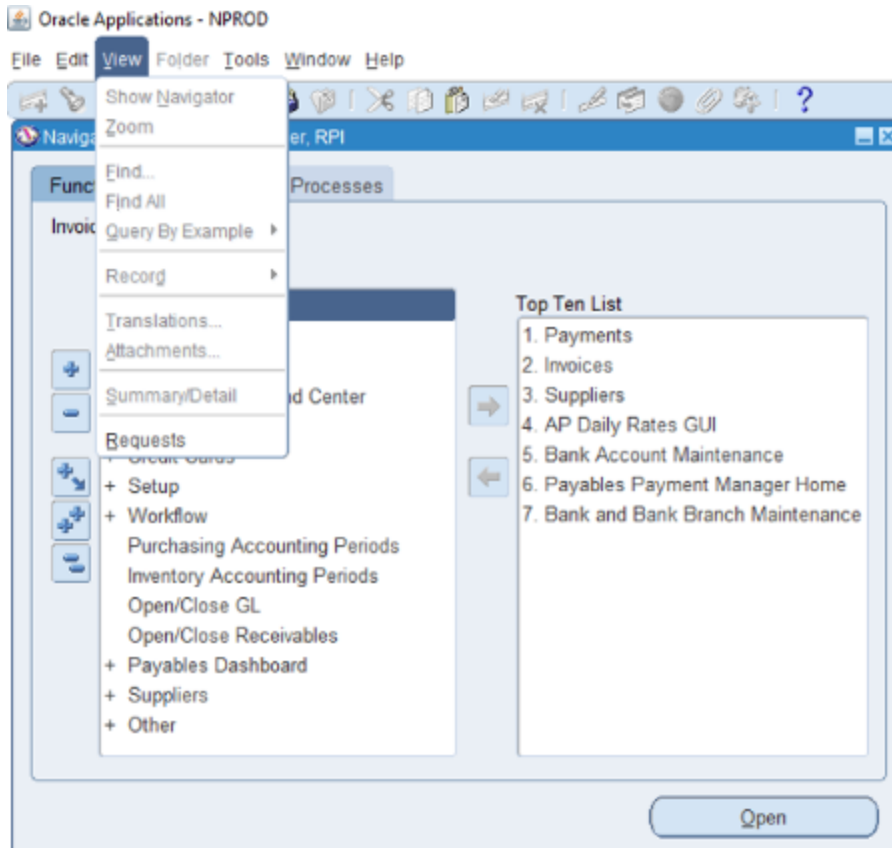 Oracle Applications - NPROD
File Edit View Folder Tools Window Help
Show Navigator
Zoom
Find...
Find All
Query By Example
Record
Translations...
Attachments...
Summary/Detail
Requests
er, RPI
Processes
d Center
+ Setup
+ Workflow
Purchasing Accounting Periods
Inventory Accounting Periods
Open/Close GL
Open/Close Receivables
+ Payables Dashboard
+ Suppliers
+ Other
Top Ten List
1. Payments
2. Invoices
3. Suppliers
4. AP Daily Rates GUI
5. Bank Account Maintenance
6. Payables Payment Manager Home
7. Bank and Bank Branch Maintenance
Open